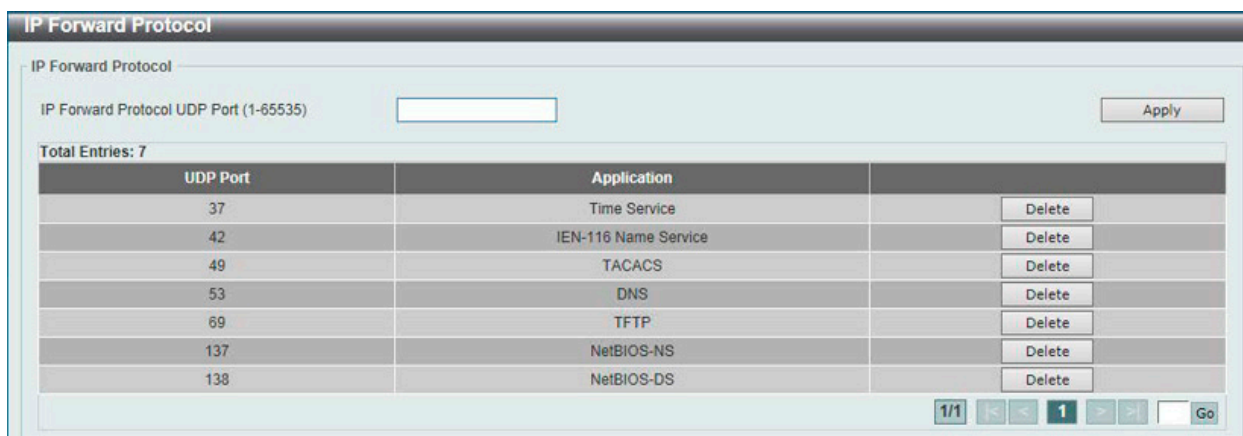 IP Forward Protocol
IP Forward Protocol
IP Forward Protocol UDP Port (1-65535) Apply
Total Entries: 7
UDP Port Application
37 Time Service Delete
42 IEN-116 Name Service Delete
49 TACACS Delete
53 DNS Delete
69 TFTP Delete
137 NetBIOS-NS Delete
138 NetBIOS-DS Delete
1/1 |< < 1 > >| Go